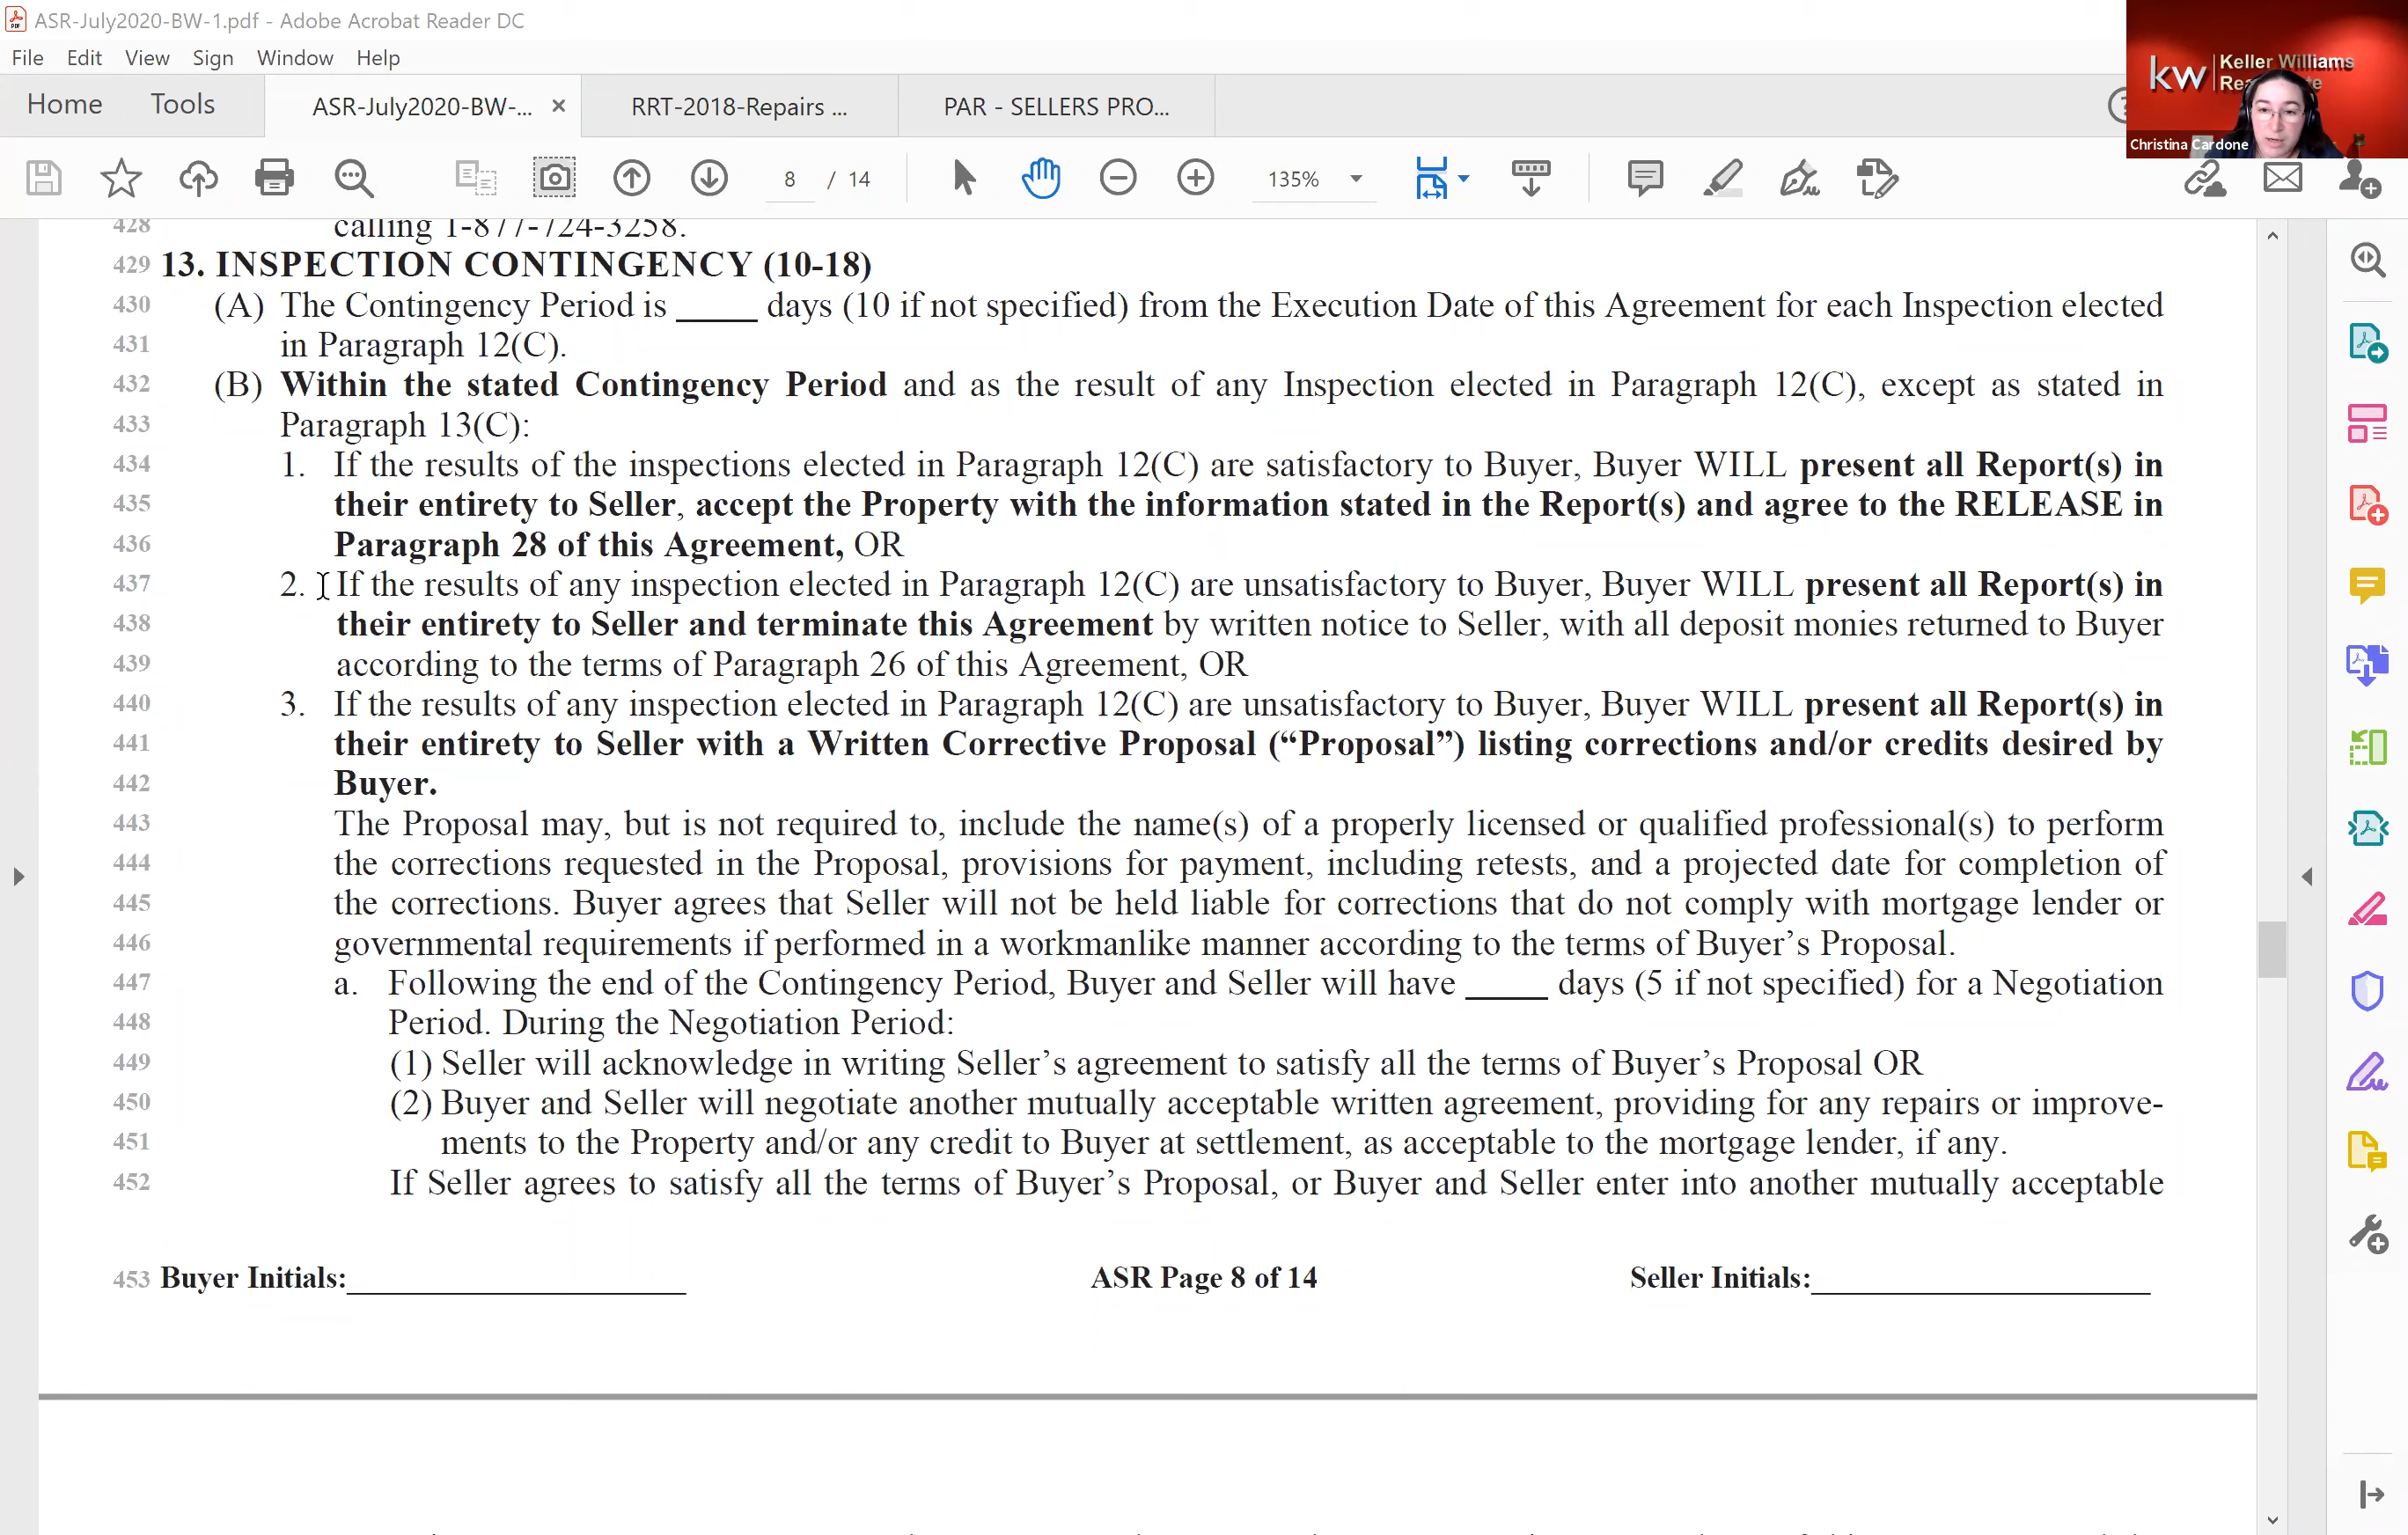 ASR-July2020-BW-1.pdf - Adobe Acrobat Reader DC
File Edit View Sign Window Help
kw Keller Williams
Christina Cardone
Home Tools ASR-July2020-BW-... RRT-2018-Repairs ... PAR - SELLERS PRO...
8 / 14 135%
428 calling 1-877-724-3258.
429 13. INSPECTION CONTINGENCY (10-18)
430 (A) The Contingency Period is _____ days (10 if not specified) from the Execution Date of this Agreement for each Inspection elected
431 in Paragraph 12(C).
432 (B) Within the stated Contingency Period and as the result of any Inspection elected in Paragraph 12(C), except as stated in
433 Paragraph 13(C):
434 1. If the results of the inspections elected in Paragraph 12(C) are satisfactory to Buyer, Buyer WILL present all Report(s) in
435 their entirety to Seller, accept the Property with the information stated in the Report(s) and agree to the RELEASE in
436 Paragraph 28 of this Agreement, OR
437 2. If the results of any inspection elected in Paragraph 12(C) are unsatisfactory to Buyer, Buyer WILL present all Report(s) in
438 their entirety to Seller and terminate this Agreement by written notice to Seller, with all deposit monies returned to Buyer
439 according to the terms of Paragraph 26 of this Agreement, OR
440 3. If the results of any inspection elected in Paragraph 12(C) are unsatisfactory to Buyer, Buyer WILL present all Report(s) in
441 their entirety to Seller with a Written Corrective Proposal (“Proposal”) listing corrections and/or credits desired by
442 Buyer.
443 The Proposal may, but is not required to, include the name(s) of a properly licensed or qualified professional(s) to perform
444 the corrections requested in the Proposal, provisions for payment, including retests, and a projected date for completion of
445 the corrections. Buyer agrees that Seller will not be held liable for corrections that do not comply with mortgage lender or
446 governmental requirements if performed in a workmanlike manner according to the terms of Buyer’s Proposal.
447 a. Following the end of the Contingency Period, Buyer and Seller will have _____ days (5 if not specified) for a Negotiation
448 Period. During the Negotiation Period:
449 (1) Seller will acknowledge in writing Seller’s agreement to satisfy all the terms of Buyer’s Proposal OR
450 (2) Buyer and Seller will negotiate another mutually acceptable written agreement, providing for any repairs or improve-
451 ments to the Property and/or any credit to Buyer at settlement, as acceptable to the mortgage lender, if any.
452 If Seller agrees to satisfy all the terms of Buyer’s Proposal, or Buyer and Seller enter into another mutually acceptable
453 Buyer Initials:____________________ ASR Page 8 of 14 Seller Initials:____________________